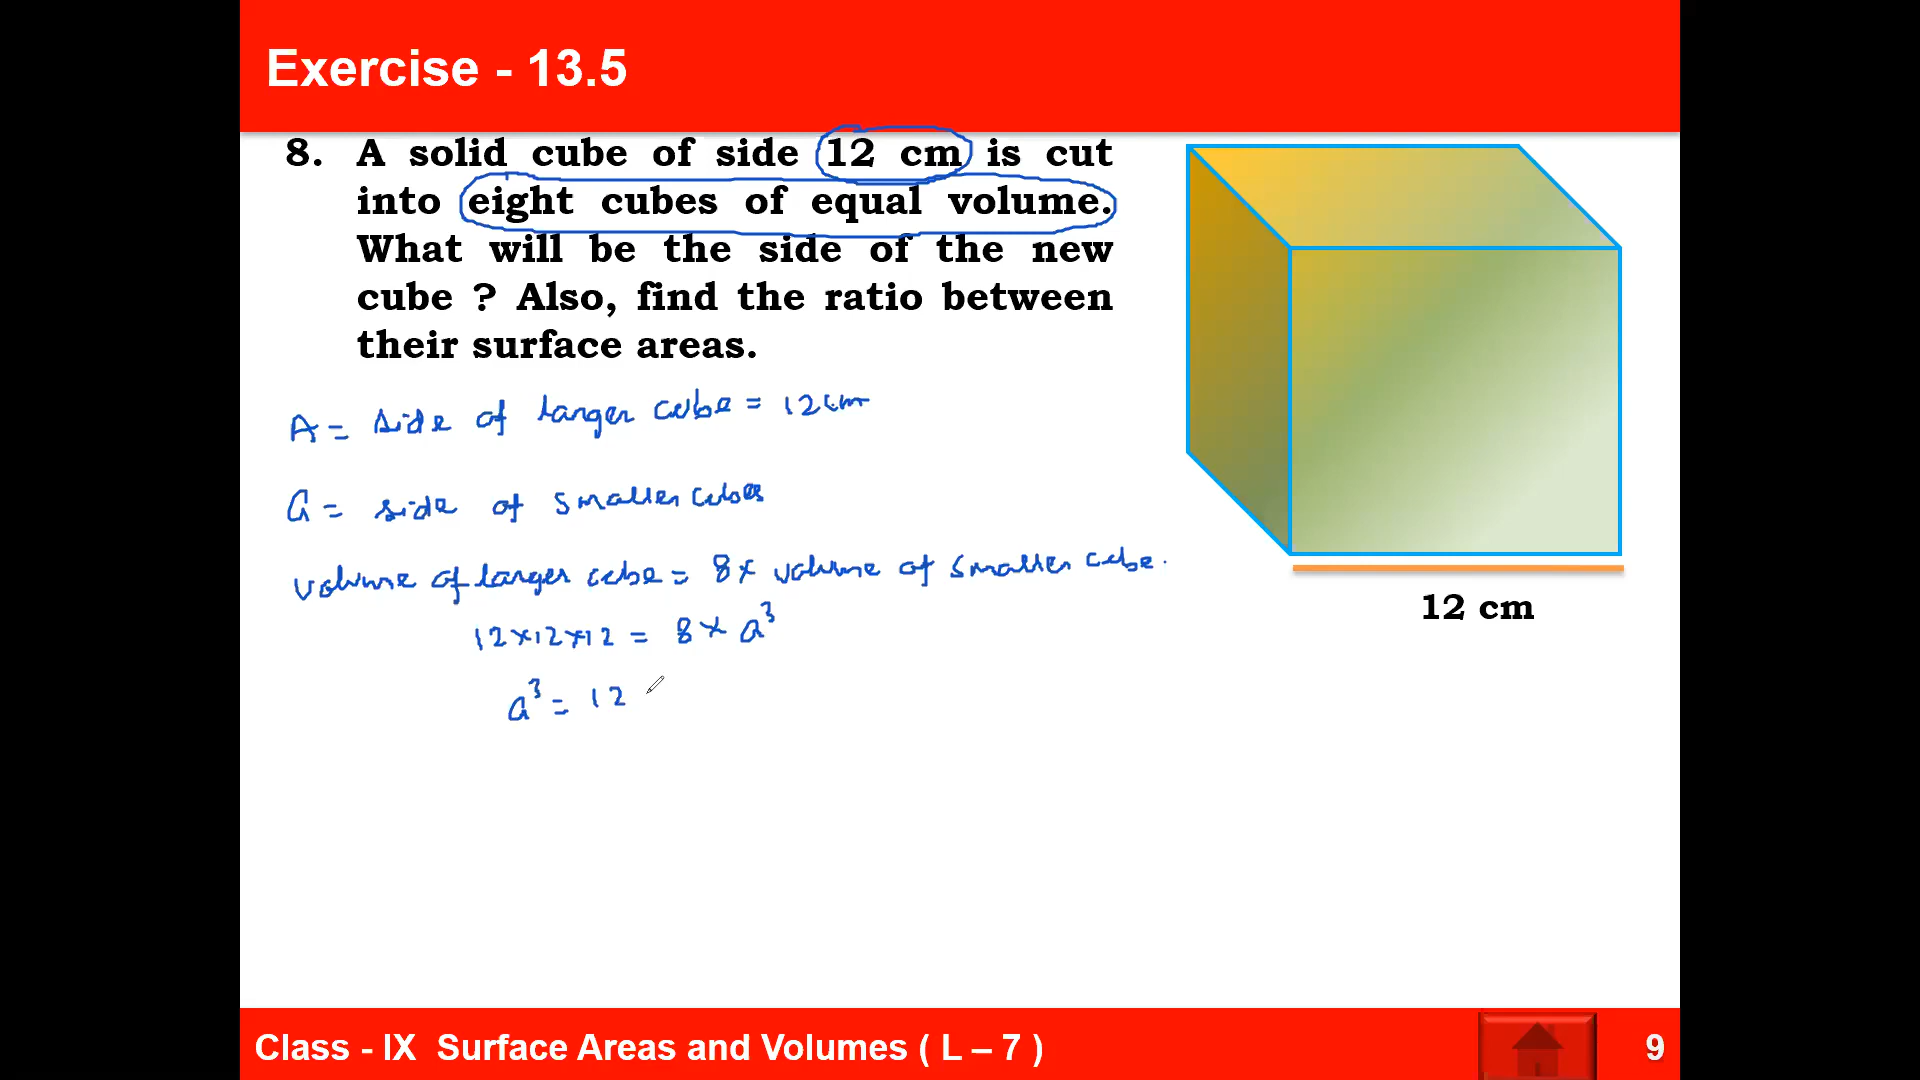 Exercise - 13.5
8. A solid cube of side 12 cm is cut
into eight cubes of equal volume.
What will be the side of the new
cube ? Also, find the ratio between
their surface areas.
A = side of larger cube = 12cm
a = side of smaller cubes
volume of larger cube = 8 × volume of smaller cube.
12×12×12 = 8 × a³
a³ = 12
12 cm
Class - IX Surface Areas and Volumes ( L – 7 )
9